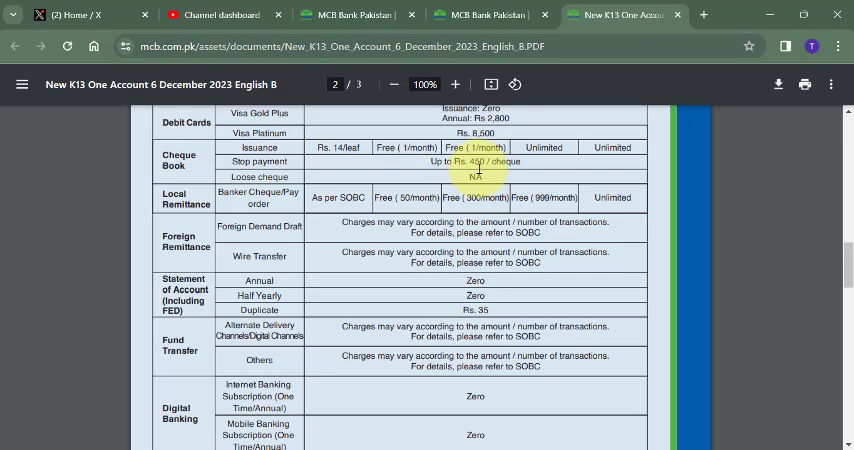 (2) Home / X
Channel dashboard
MCB Bank Pakistan |
MCB Bank Pakistan |
New K13 One Accou
mcb.com.pk/assets/documents/New_K13_One_Account_6_December_2023_English_B.PDF
T
New K13 One Account 6 December 2023 English B
2 / 3
100%
Debit Cards
Visa Gold Plus
Issuance: Zero
Annual: Rs 2,800
Visa Platinum
Rs. 8,500
Cheque
Book
Issuance
Rs. 14/leaf
Free ( 1/month)
Free ( 1/month)
Unlimited
Unlimited
Stop payment
Up to Rs. 450 / cheque
Loose cheque
NA
Local
Remittance
Banker Cheque/Pay
order
As per SOBC
Free ( 50/month)
Free ( 300/month)
Free ( 999/month)
Unlimited
Foreign
Remittance
Foreign Demand Draft
Charges may vary according to the amount / number of transactions.
For details, please refer to SOBC
Wire Transfer
Charges may vary according to the amount / number of transactions.
For details, please refer to SOBC
Statement
of Account
(Including
FED)
Annual
Zero
Half Yearly
Zero
Duplicate
Rs. 35
Fund
Transfer
Alternate Delivery
Channels/Digital Channels
Charges may vary according to the amount / number of transactions.
For details, please refer to SOBC
Others
Charges may vary according to the amount / number of transactions.
For details, please refer to SOBC
Digital
Banking
Internet Banking
Subscription (One
Time/Annual)
Zero
Mobile Banking
Subscription (One
Time/Annual)
Zero